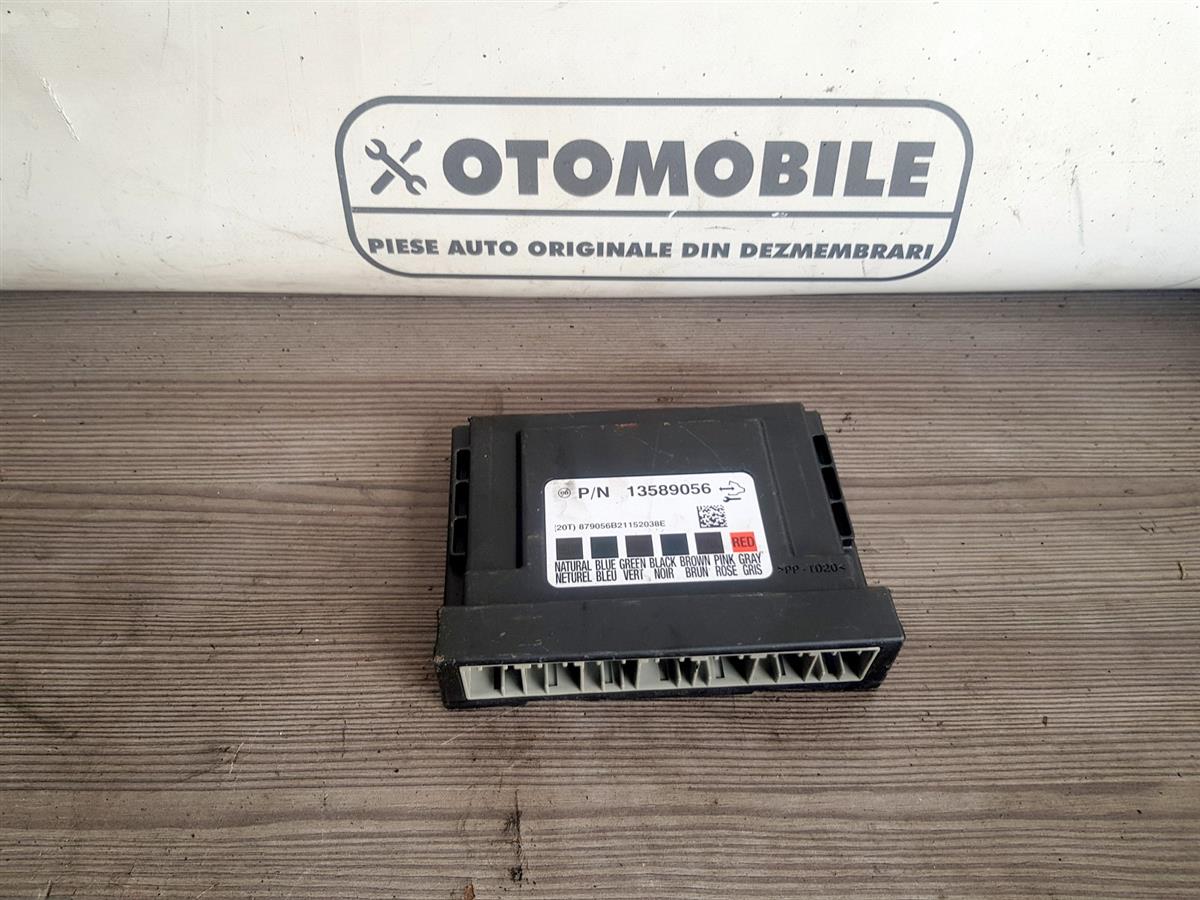 OTOMOBILE
PIESE AUTO ORIGINALE DIN DEZMEMBRARI
P/N 13589056
(20T) 879056B21152038E
RED
NATURAL BLUE GREEN BLACK BROWN PINK GRAY
NETUREL BLEU VERT NOIR BRUN ROSE GRIS
>PP-TD20<